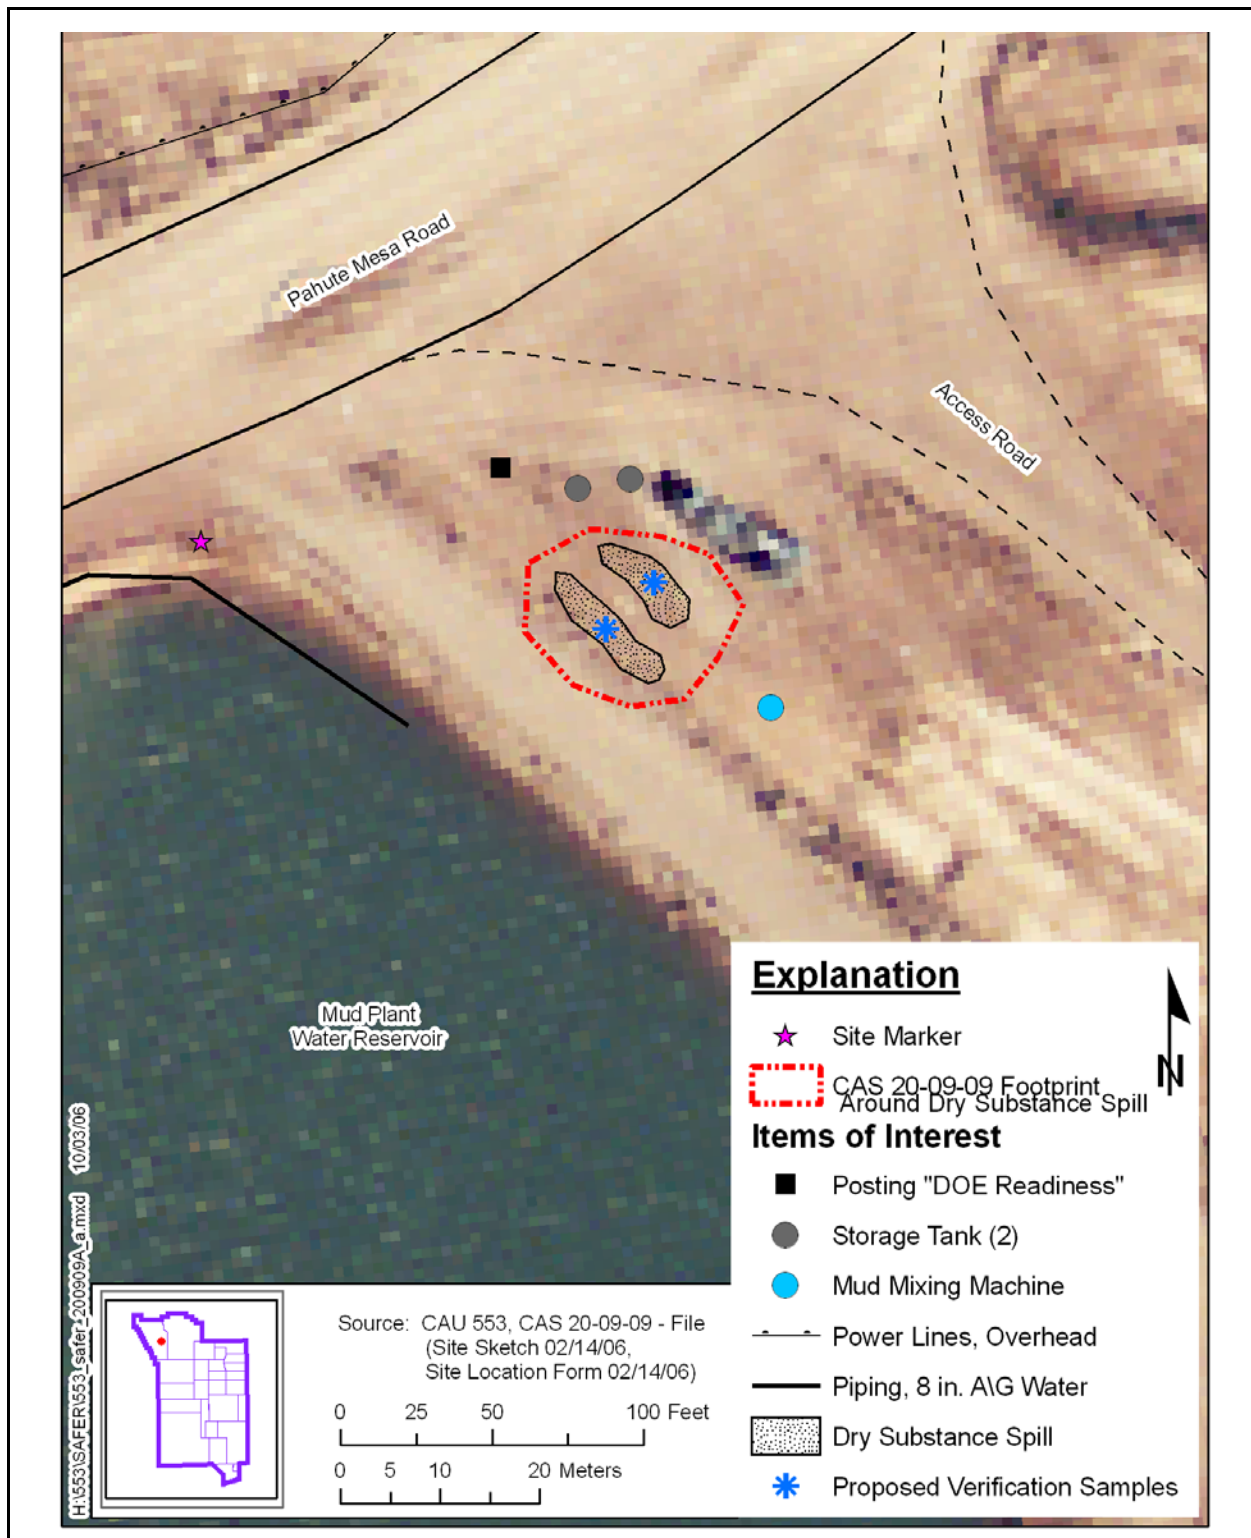 Pahute Mesa Road
Access Road
Mud Plant
Water Reservoir
H:\553\SAFER\553_safer_200909A_a.mxd 10/03/06
Explanation
N
Site Marker
CAS 20-09-09 Footprint
Around Dry Substance Spill
Items of Interest
Posting "DOE Readiness"
Storage Tank (2)
Mud Mixing Machine
Power Lines, Overhead
Piping, 8 in. A\G Water
Dry Substance Spill
Proposed Verification Samples
Source: CAU 553, CAS 20-09-09 - File
(Site Sketch 02/14/06,
Site Location Form 02/14/06)
0 25 50 100 Feet
0 5 10 20 Meters